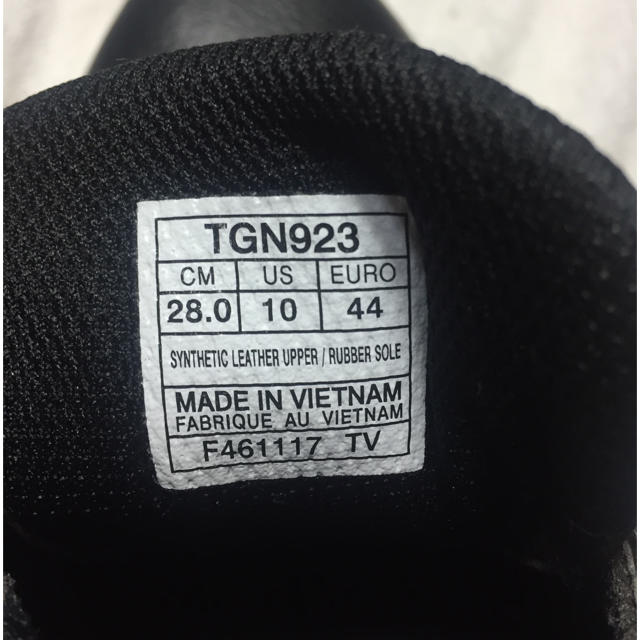 TGN923
CM US EURO
28.0 10 44
SYNTHETIC LEATHER UPPER / RUBBER SOLE
MADE IN VIETNAM
FABRIQUE AU VIETNAM
F461117 TV